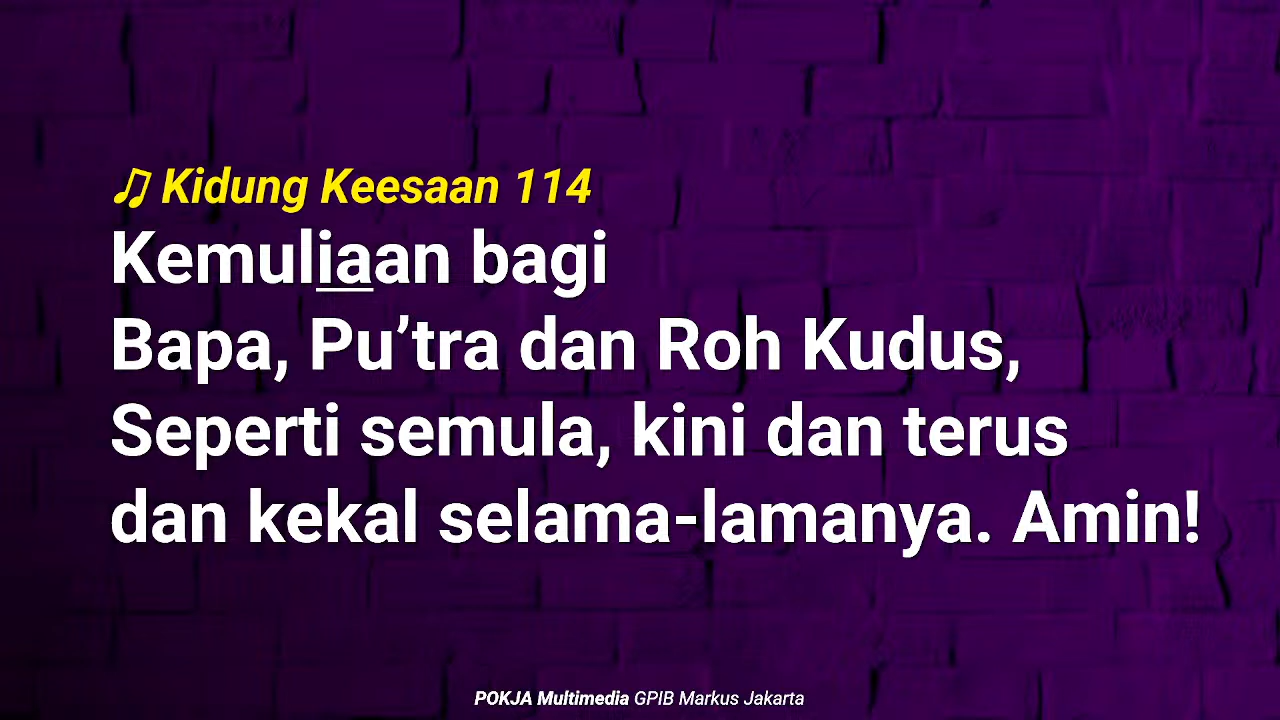 ♫ Kidung Keesaan 114
Kemuliaan bagi
Bapa, Pu’tra dan Roh Kudus,
Seperti semula, kini dan terus
dan kekal selama-lamanya. Amin!
POKJA Multimedia GPIB Markus Jakarta